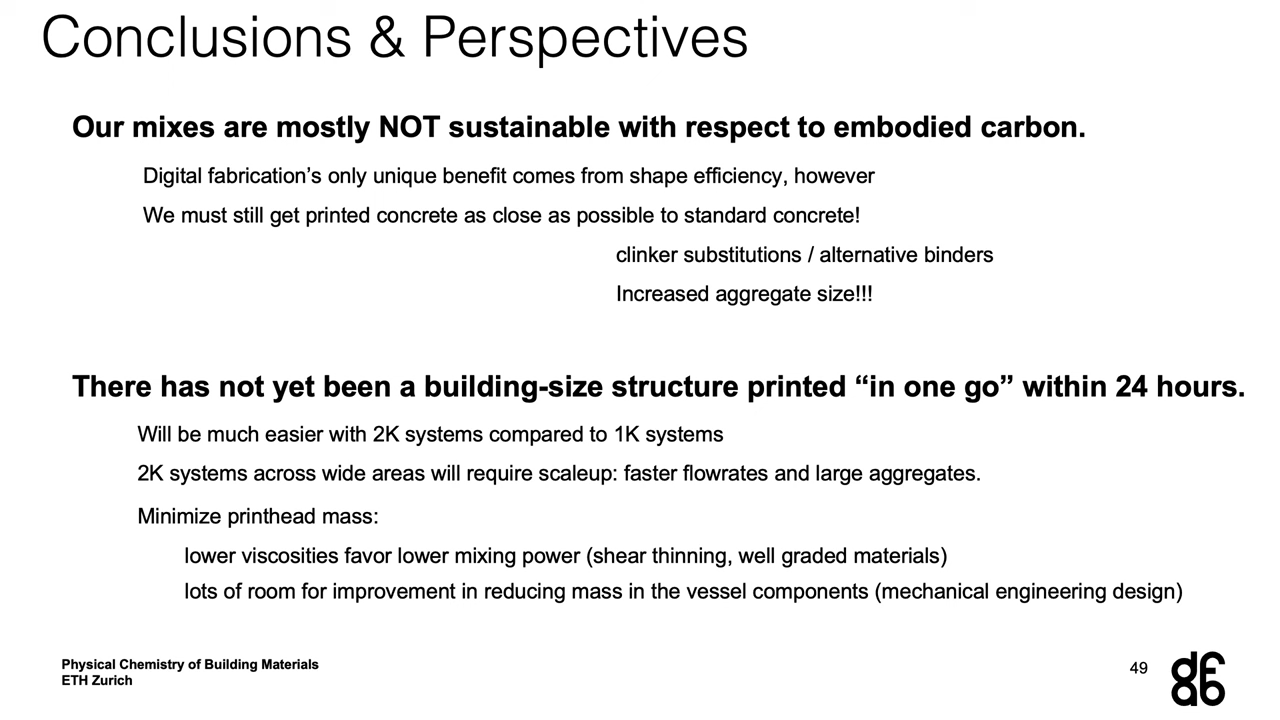 Conclusions & Perspectives
Our mixes are mostly NOT sustainable with respect to embodied carbon.
Digital fabrication’s only unique benefit comes from shape efficiency, however
We must still get printed concrete as close as possible to standard concrete!
clinker substitutions / alternative binders
Increased aggregate size!!!
There has not yet been a building-size structure printed “in one go” within 24 hours.
Will be much easier with 2K systems compared to 1K systems
2K systems across wide areas will require scaleup: faster flowrates and large aggregates.
Minimize printhead mass:
lower viscosities favor lower mixing power (shear thinning, well graded materials)
lots of room for improvement in reducing mass in the vessel components (mechanical engineering design)
Physical Chemistry of Building Materials
ETH Zurich
49